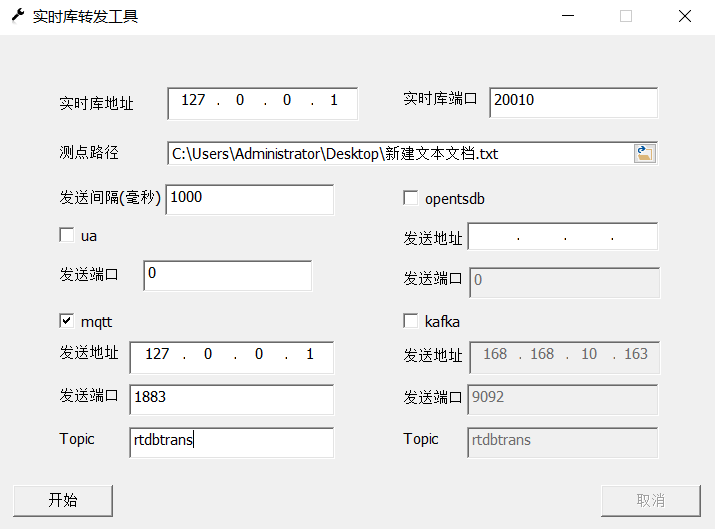 实时库转发工具
实时库地址 127 . 0 . 0 . 1 实时库端口 20010
测点路径 C:\Users\Administrator\Desktop\新建文本文档.txt
发送间隔(毫秒) 1000 opentsdb
ua 发送地址 . . .
发送端口 0 发送端口 0
mqtt kafka
发送地址 127 . 0 . 0 . 1 发送地址 168 . 168 . 10 . 163
发送端口 1883 发送端口 9092
Topic rtdbtrans Topic rtdbtrans
开始 取消